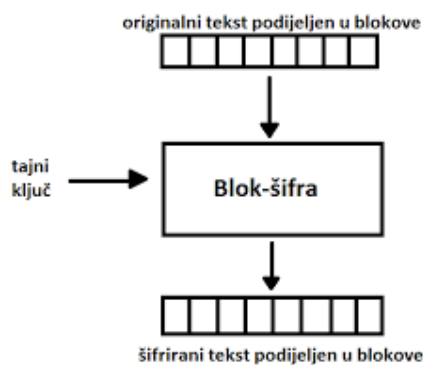 originalni tekst podijeljen u blokove
tajni
ključ
Blok-šifra
šifrirani tekst podijeljen u blokove